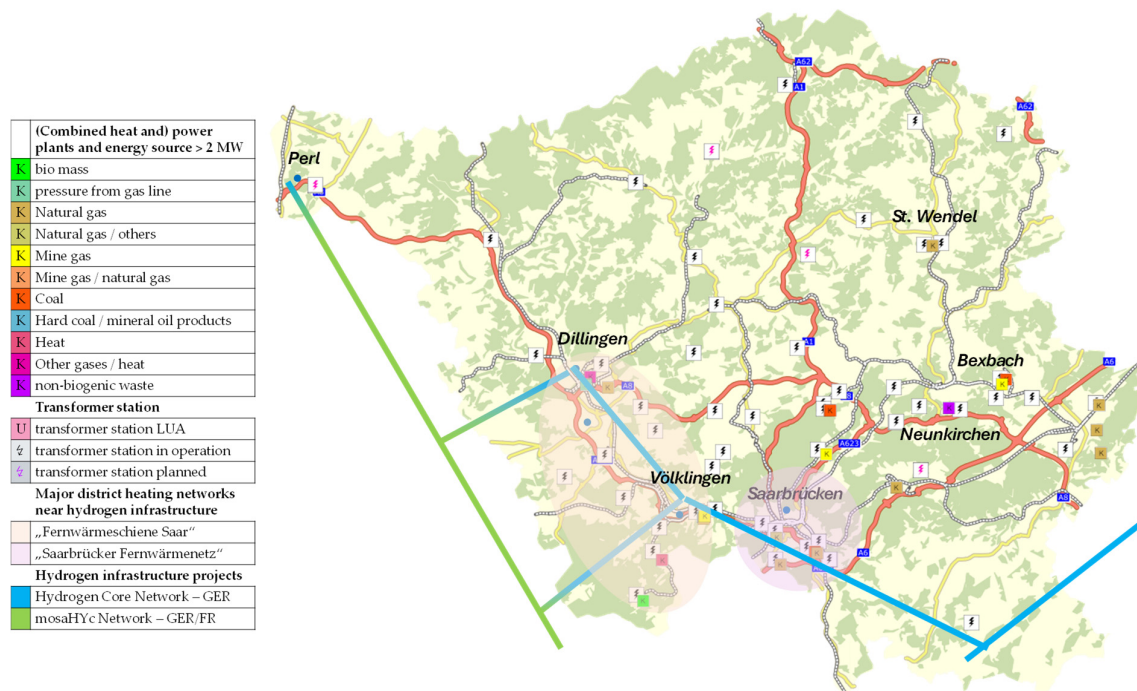 (Combined heat and) power
plants and energy source > 2 MW
K bio mass
K pressure from gas line
K Natural gas
K Natural gas / others
K Mine gas
K Mine gas / natural gas
K Coal
K Hard coal / mineral oil products
K Heat
K Other gases / heat
K non-biogenic waste
Transformer station
U transformer station LUA
transformer station in operation
transformer station planned
Major district heating networks
near hydrogen infrastructure
„Fernwärmeschiene Saar“
„Saarbrücker Fernwärmenetz“
Hydrogen infrastructure projects
Hydrogen Core Network – GER
mosaHYc Network – GER/FR
A62
A1
A62
Perl
St. Wendel
Dillingen
A1
Bexbach
A6
K
K
A8
K
K
K
K
Neunkirchen
A623
K
K
K
Völklingen
Saarbrücken
K
A8
K
A6
K
K